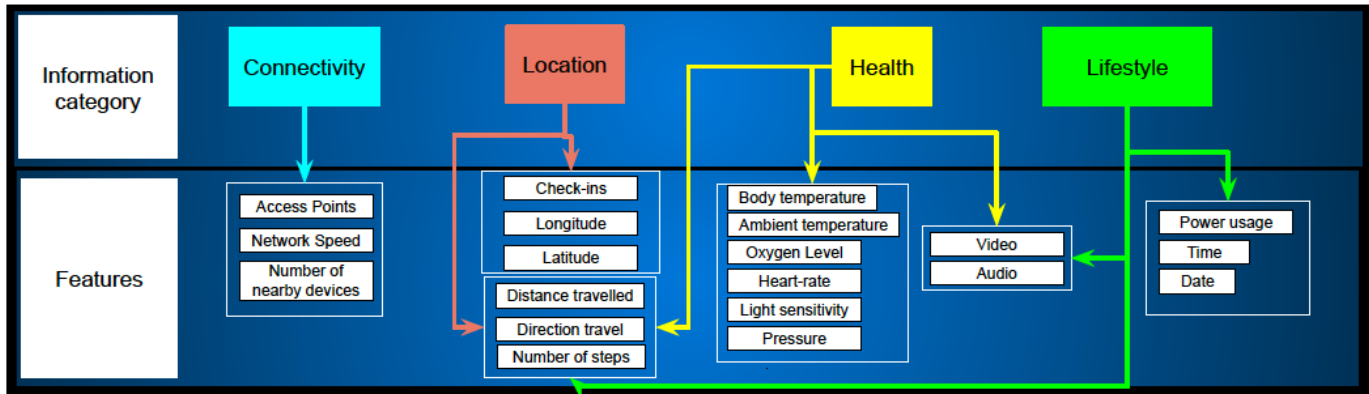 Information
category
Connectivity
Location
Health
Lifestyle
Features
Access Points
Network Speed
Number of
nearby devices
Check-ins
Longitude
Latitude
Distance travelled
Direction travel
Number of steps
Body temperature
Ambient temperature
Oxygen Level
Heart-rate
Light sensitivity
Pressure
Video
Audio
Power usage
Time
Date